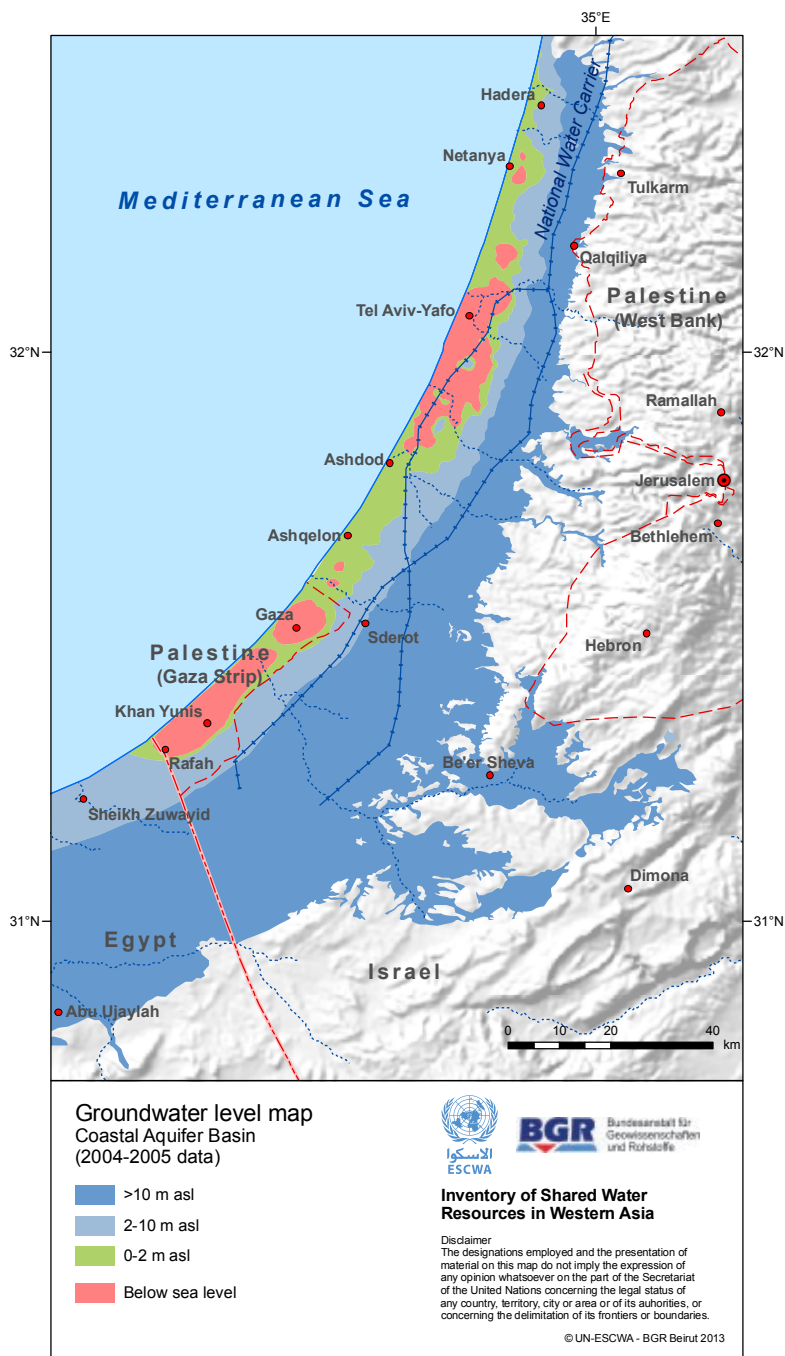 35°E
Hadera
National Water Carrier
Netanya
Tulkarm
Mediterranean Sea
Qalqiliya
Palestine
(West Bank)
Tel Aviv-Yafo
32°N
32°N
Ramallah
Ashdod
Jerusalem
Ashqelon
Bethlehem
Gaza
Sderot
Hebron
Palestine
(Gaza Strip)
Khan Yunis
Rafah
Be'er Sheva
Sheikh Zuwayid
Dimona
31°N
31°N
Egypt
Israel
Abu Ujaylah
0 10 20 40
km
Groundwater level map
Coastal Aquifer Basin
(2004-2005 data)
>10 m asl
2-10 m asl
0-2 m asl
Below sea level
الاسكوا
ESCWA
BGR
Bundesanstalt für
Geowissenschaften
und Rohstoffe
Inventory of Shared Water
Resources in Western Asia
Disclaimer
The designations employed and the presentation of
material on this map do not imply the expression of
any opinion whatsoever on the part of the Secretariat
of the United Nations concerning the legal status of
any country, territory, city or area or of its auhorities, or
concerning the delimitation of its frontiers or boundaries.
© UN-ESCWA - BGR Beirut 2013